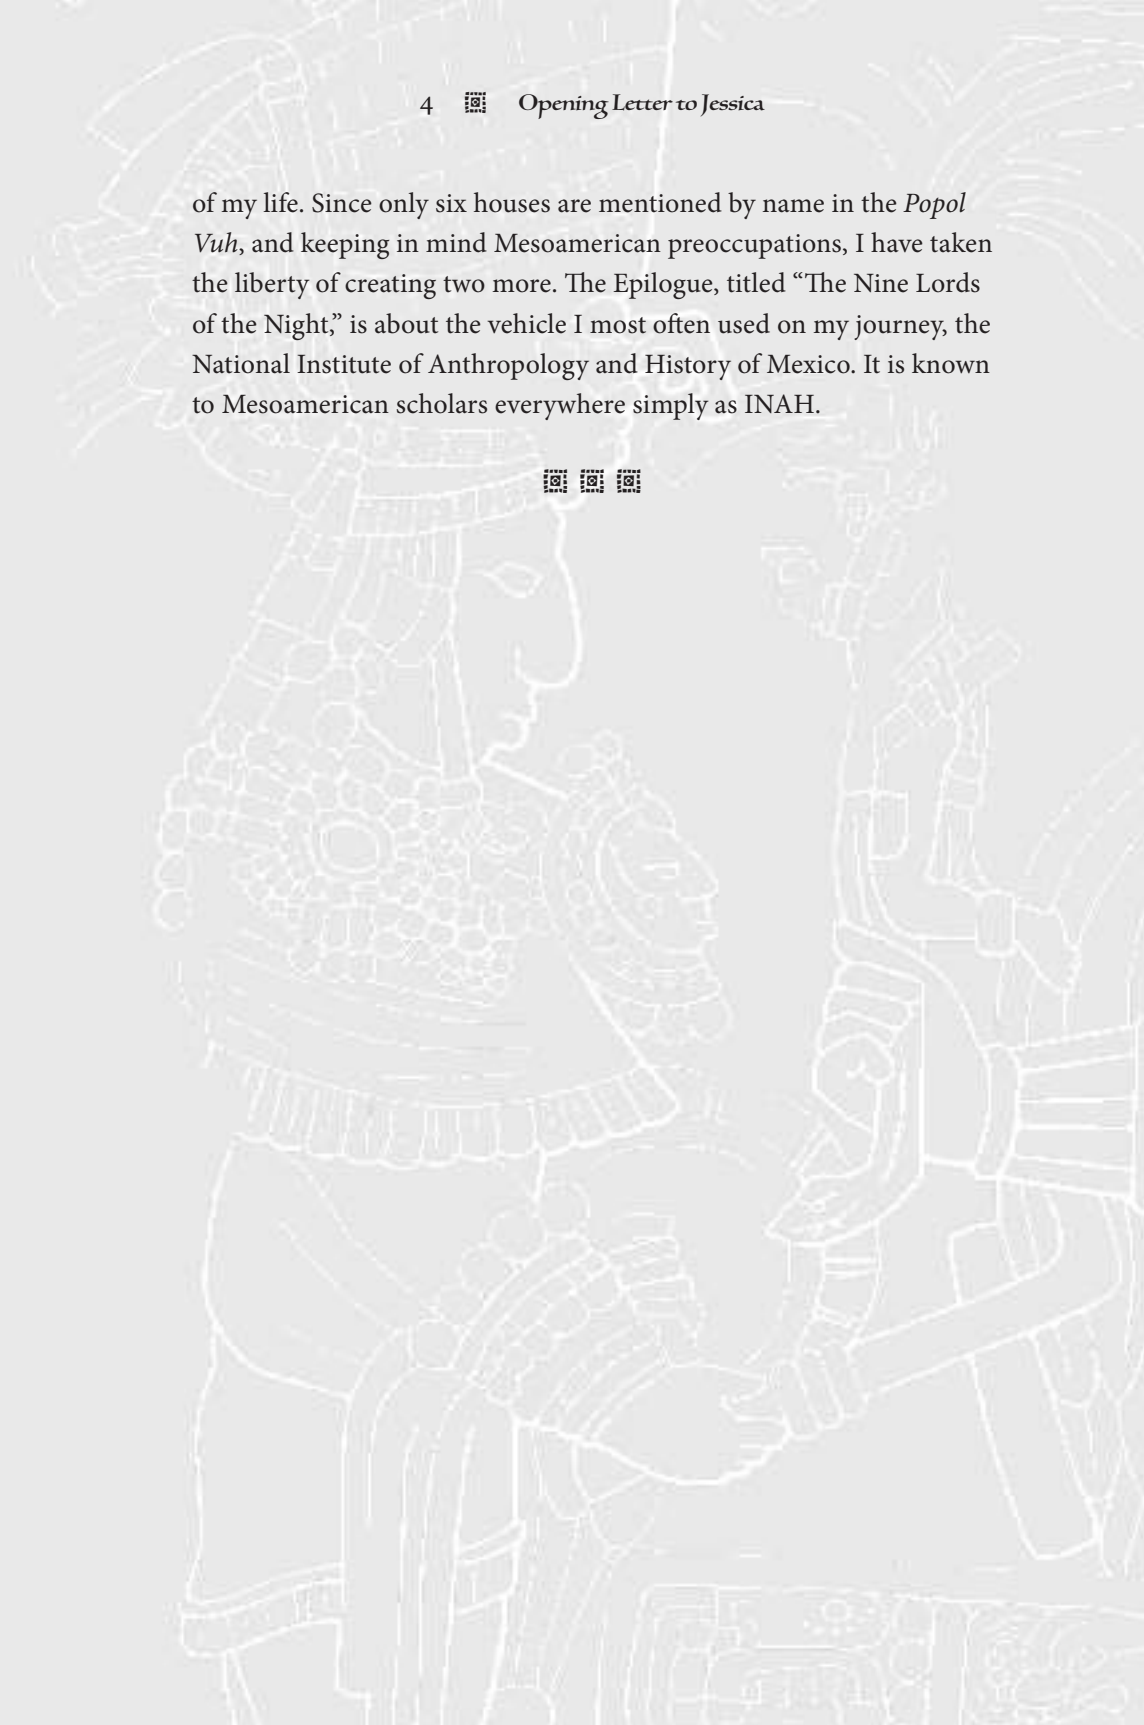 4 Opening Letter to Jessica
of my life. Since only six houses are mentioned by name in the Popol
Vuh, and keeping in mind Mesoamerican preoccupations, I have taken
the liberty of creating two more. The Epilogue, titled “The Nine Lords
of the Night,” is about the vehicle I most often used on my journey, the
National Institute of Anthropology and History of Mexico. It is known
to Mesoamerican scholars everywhere simply as INAH.